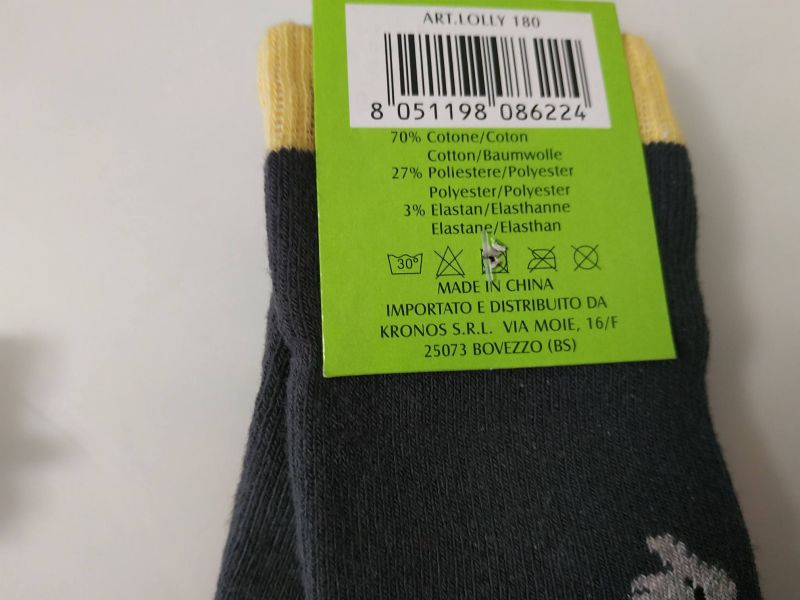 ART.LOLLY 180
8 051198 086224
70% Cotone/Coton
Cotton/Baumwolle
27% Poliestere/Polyester
Polyester/Polyester
3% Elastan/Elasthanne
Elastane/Elasthan
30°
MADE IN CHINA
IMPORTATO E DISTRIBUITO DA
KRONOS S.R.L. VIA MOIE, 16/F
25073 BOVEZZO (BS)